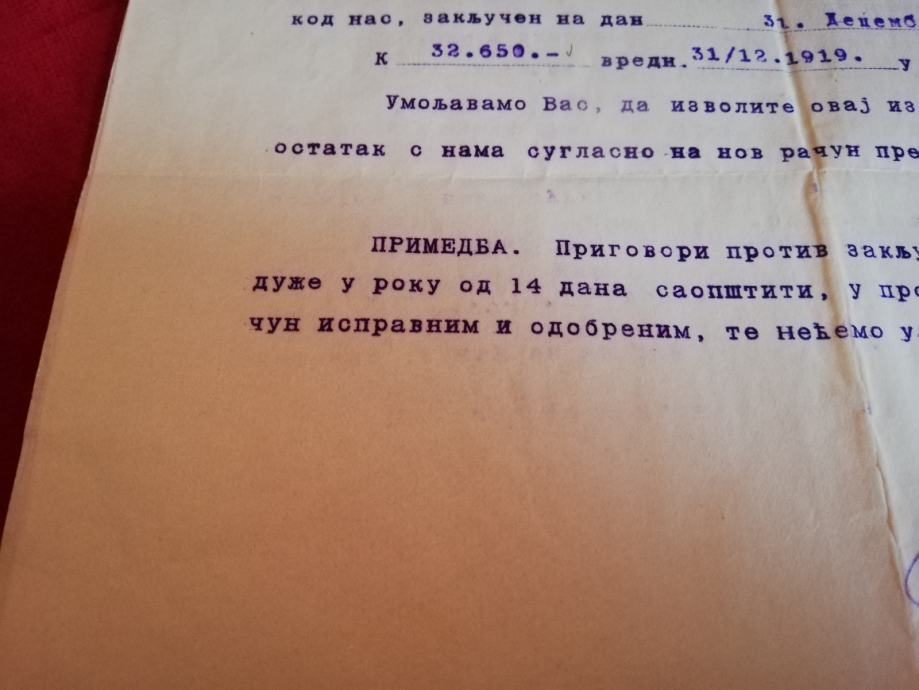 код нас, закључен на дан 31. Децемб
К 32.650.- вредн. 31/12.1919. у
Умољавамо Вас, да изволите овај из
остатак с нама сугласно на нов рачун пре
ПРИМЕДБА. Приговори против закљу
дуже у року од 14 дана саопштити, у про
чун исправним и одобреним, те нећемо у